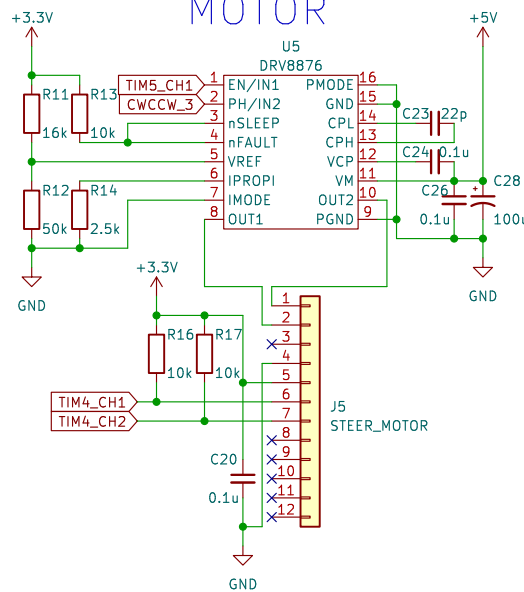 MOTOR
+3.3V
+5V
U5
DRV8876
TIM5_CH1
CWCCW_3
1 EN/IN1 PMODE 16
2 PH/IN2 GND 15
3 nSLEEP CPL 14
4 nFAULT CPH 13
5 VREF VCP 12
6 IPROPI VM 11
7 IMODE OUT2 10
8 OUT1 PGND 9
R11
16k
R13
10k
R12
50k
R14
2.5k
GND
C23 22p
C24 0.1u
C26
0.1u
+
C28
100u
GND
+3.3V
R16
10k
R17
10k
TIM4_CH1
TIM4_CH2
C20
0.1u
GND
1
2
3
4
5
6
7
8
9
10
11
12
J5
STEER_MOTOR